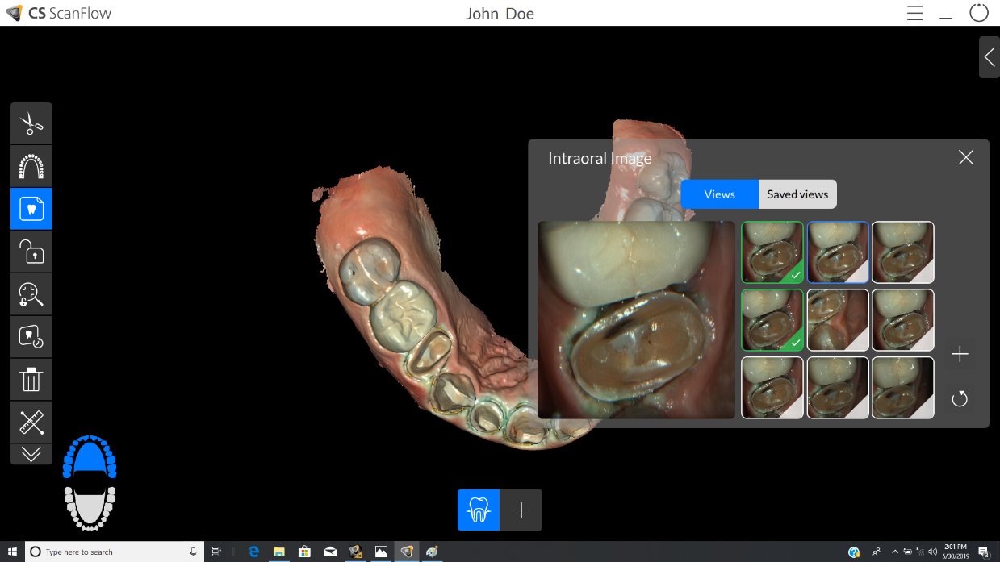 CS ScanFlow
John Doe
Intraoral Image
Views
Saved views
Type here to search
2:01 PM
5/30/2019
3